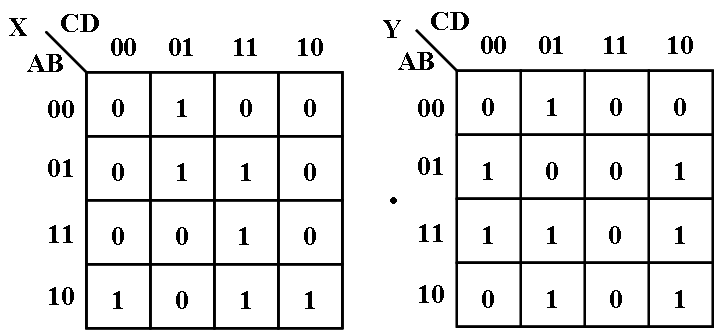 X CD Y CD
AB 00 01 11 10 AB 00 01 11 10
00 0 1 0 0 00 0 1 0 0
01 0 1 1 0 01 1 0 0 1
11 0 0 1 0 11 1 1 0 1
10 1 0 1 1 10 0 1 0 1